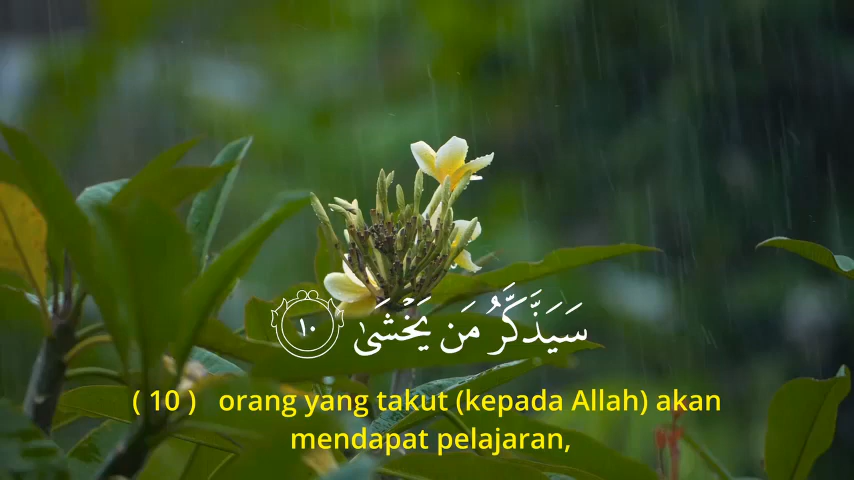 سَيَذَّكَّرُ مَن يَخْشَىٰ ١٠
( 10 ) orang yang takut (kepada Allah) akan
mendapat pelajaran,